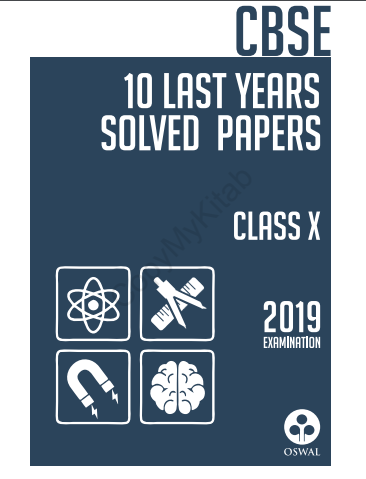 CBSE
10 LAST YEARS
SOLVED PAPERS
CLASS X
2019
EXAMINATION
OSWAL